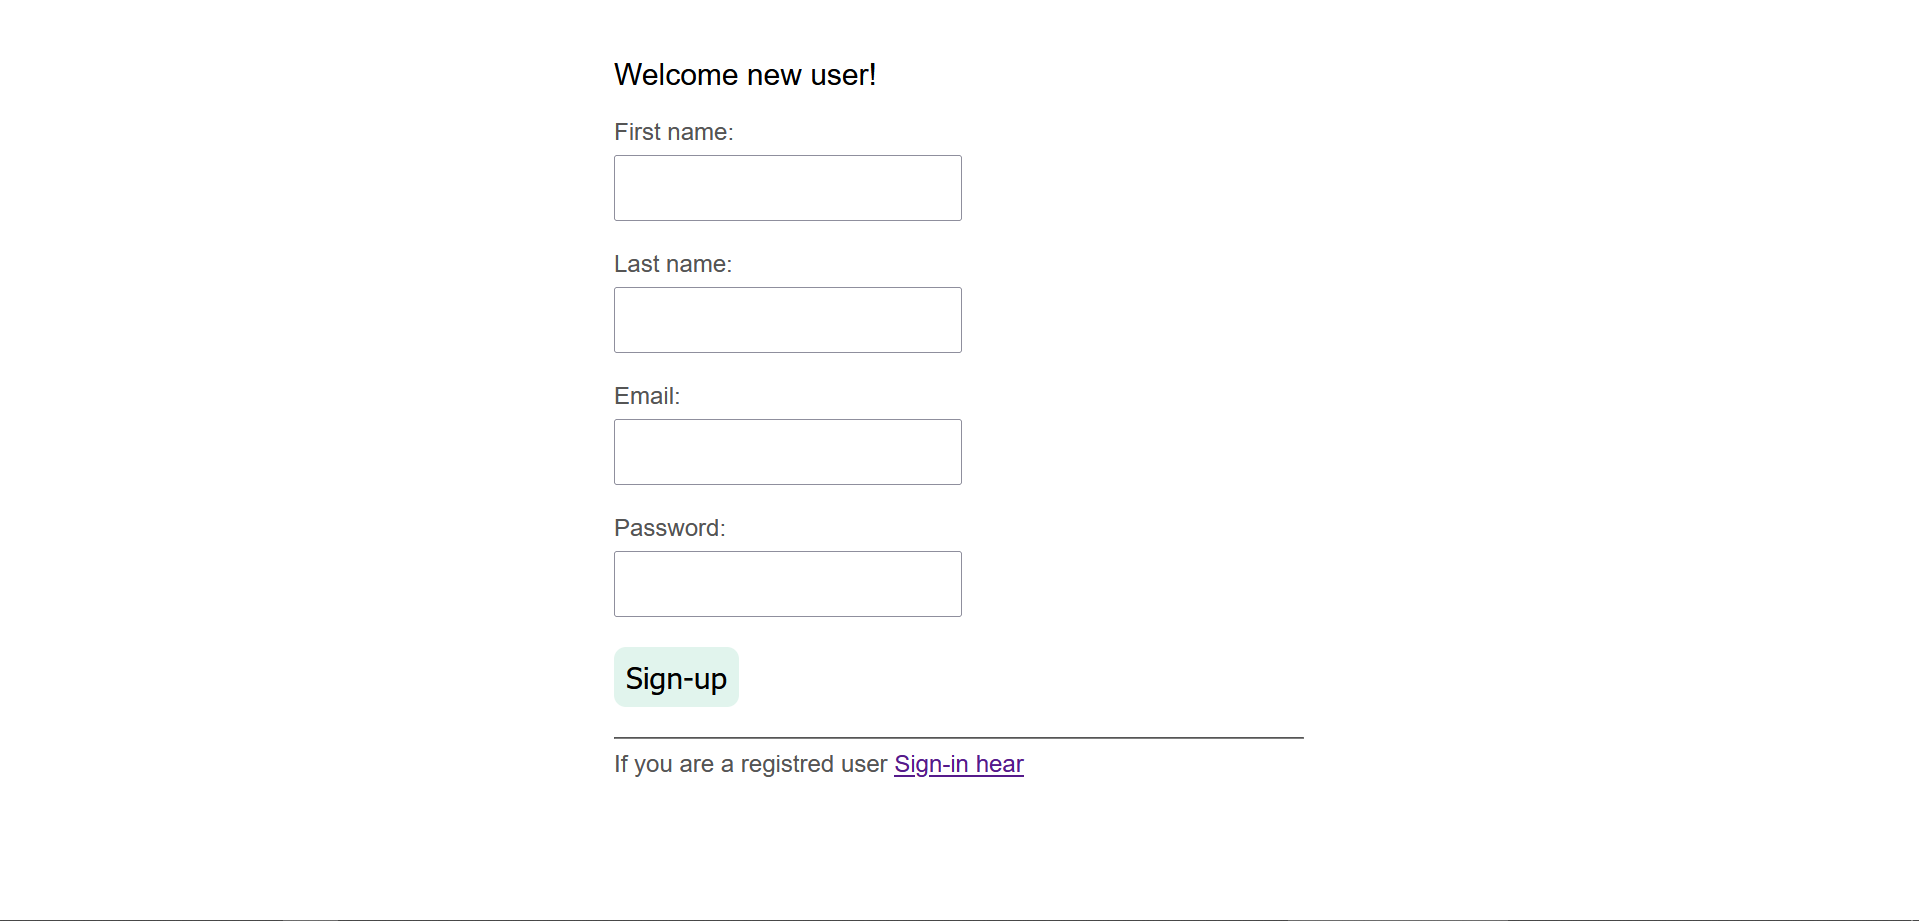 Welcome new user!
First name:
Last name:
Email:
Password:
Sign-up
If you are a registred user Sign-in hear